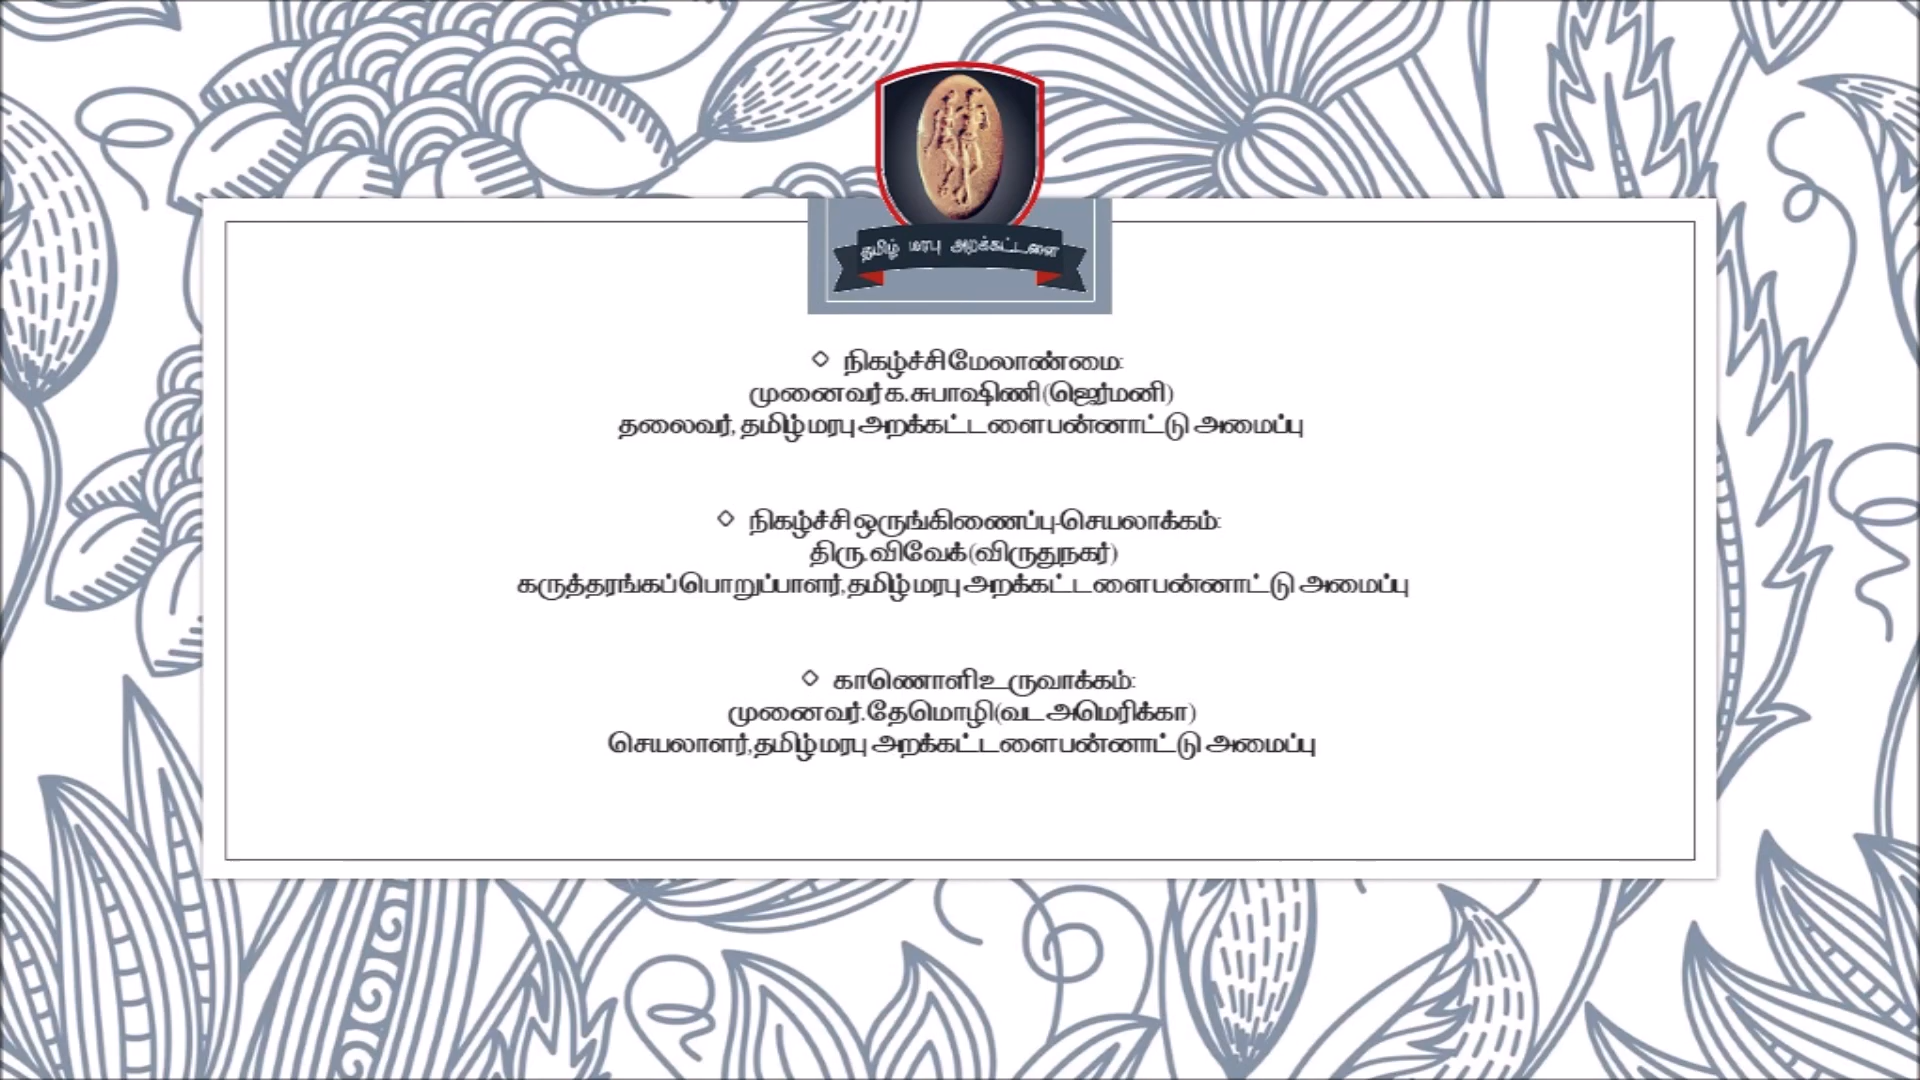 தமிழ் மரபு அறக்கட்டளை
◇ நிகழ்ச்சி மேலாண்மை:
முனைவர் க. சுபாஷிணி (ஜெர்மனி)
தலைவர், தமிழ் மரபு அறக்கட்டளை பன்னாட்டு அமைப்பு
◇ நிகழ்ச்சி ஒருங்கிணைப்பு-செயலாக்கம்:
திரு. விவேக் (விருதுநகர்)
கருத்தரங்கப் பொறுப்பாளர், தமிழ் மரபு அறக்கட்டளை பன்னாட்டு அமைப்பு
◇ காணொளி உருவாக்கம்:
முனைவர். தேமொழி (வட அமெரிக்கா)
செயலாளர், தமிழ் மரபு அறக்கட்டளை பன்னாட்டு அமைப்பு